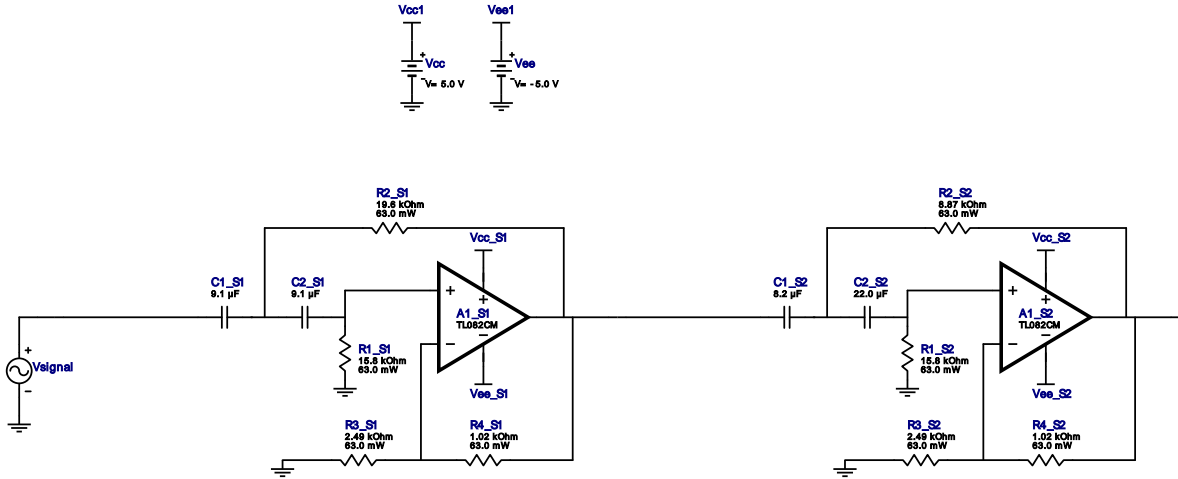 Vcc1
Vee1
+
Vcc
-
V= 5.0 V
+
Vee
-
V= -5.0 V
R2_S1
19.6 kOhm
63.0 mW
R2_S2
8.87 kOhm
63.0 mW
Vcc_S1
Vcc_S2
C1_S1
9.1 µF
C2_S1
9.1 µF
C1_S2
8.2 µF
C2_S2
22.0 µF
+
+
A1_S1
TL082CM
−
−
+
+
A1_S2
TL082CM
−
−
+
Vsignal
−
R1_S1
15.8 kOhm
63.0 mW
R1_S2
15.8 kOhm
63.0 mW
Vee_S1
Vee_S2
R3_S1
2.49 kOhm
63.0 mW
R4_S1
1.02 kOhm
63.0 mW
R3_S2
2.49 kOhm
63.0 mW
R4_S2
1.02 kOhm
63.0 mW